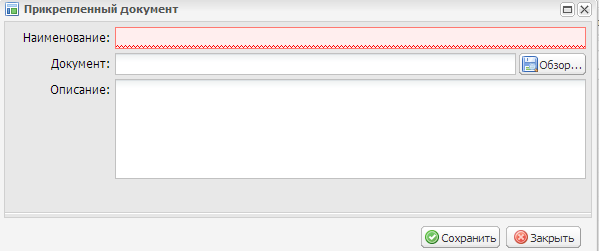 Прикрепленный документ
Наименование:
Документ: Обзор...
Описание:
Сохранить Закрыть